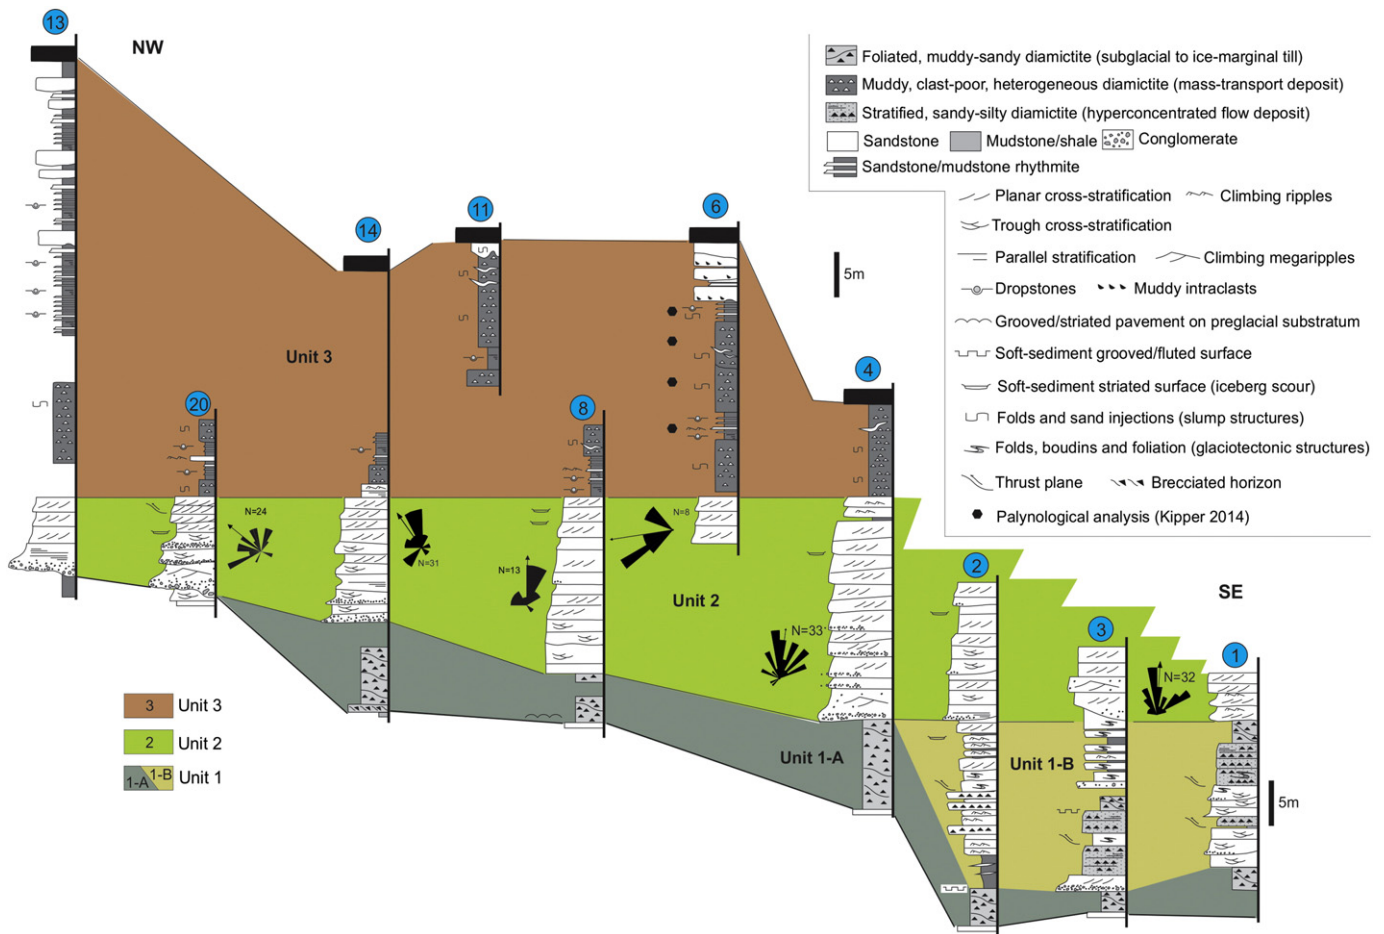 13
NW
14
11
6
20
8
4
2
3
1
SE
Foliated, muddy-sandy diamictite (subglacial to ice-marginal till)
Muddy, clast-poor, heterogeneous diamictite (mass-transport deposit)
Stratified, sandy-silty diamictite (hyperconcentrated flow deposit)
Sandstone Mudstone/shale Conglomerate
Sandstone/mudstone rhythmite
Planar cross-stratification Climbing ripples
Trough cross-stratification
Parallel stratification Climbing megaripples
Dropstones Muddy intraclasts
Grooved/striated pavement on preglacial substratum
Soft-sediment grooved/fluted surface
Soft-sediment striated surface (iceberg scour)
Folds and sand injections (slump structures)
Folds, boudins and foliation (glaciotectonic structures)
Thrust plane Brecciated horizon
Palynological analysis (Kipper 2014)
5m
Unit 3
N=24
N=31
N=13
N=8
Unit 2
N=33
N=32
Unit 1-A
Unit 1-B
5m
3 Unit 3
2 Unit 2
1-A 1-B Unit 1